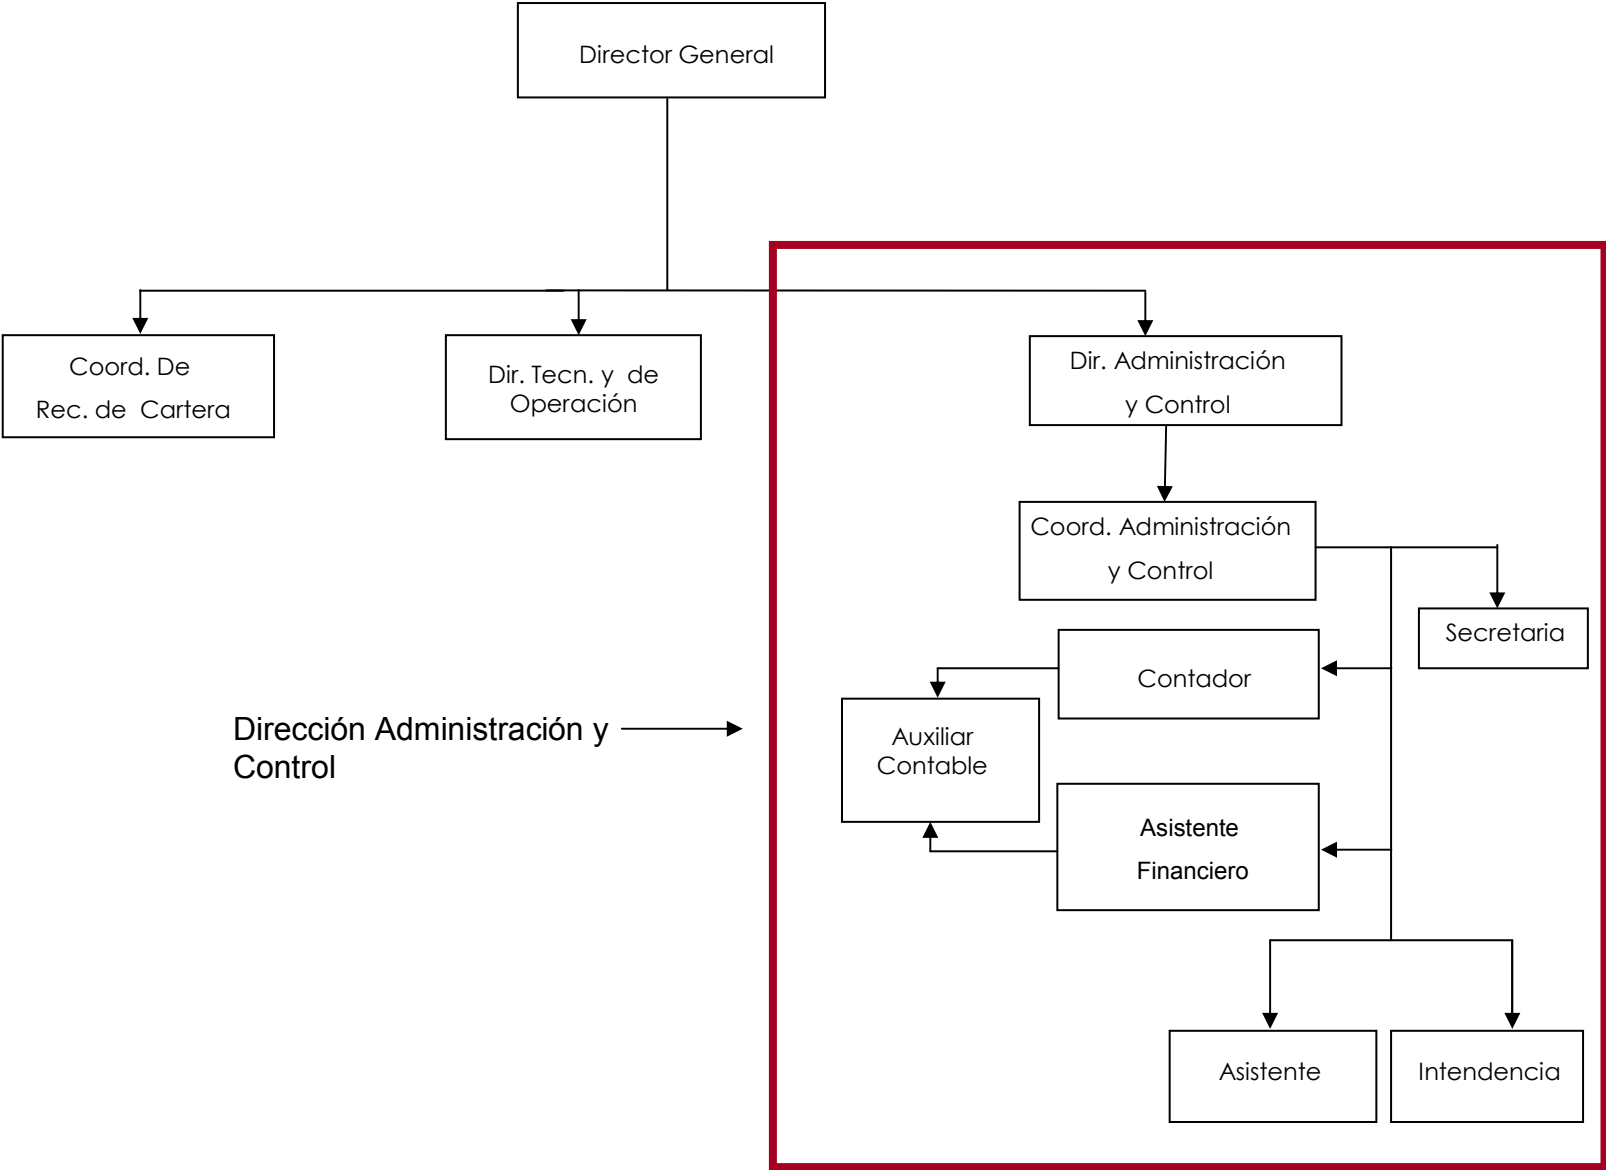 Director General
Coord. De
Rec. de Cartera
Dir. Tecn. y de
Operación
Dir. Administración
y Control
Coord. Administración
y Control
Secretaria
Contador
Dirección Administración y
Control
Auxiliar
Contable
Asistente
Financiero
Asistente
Intendencia